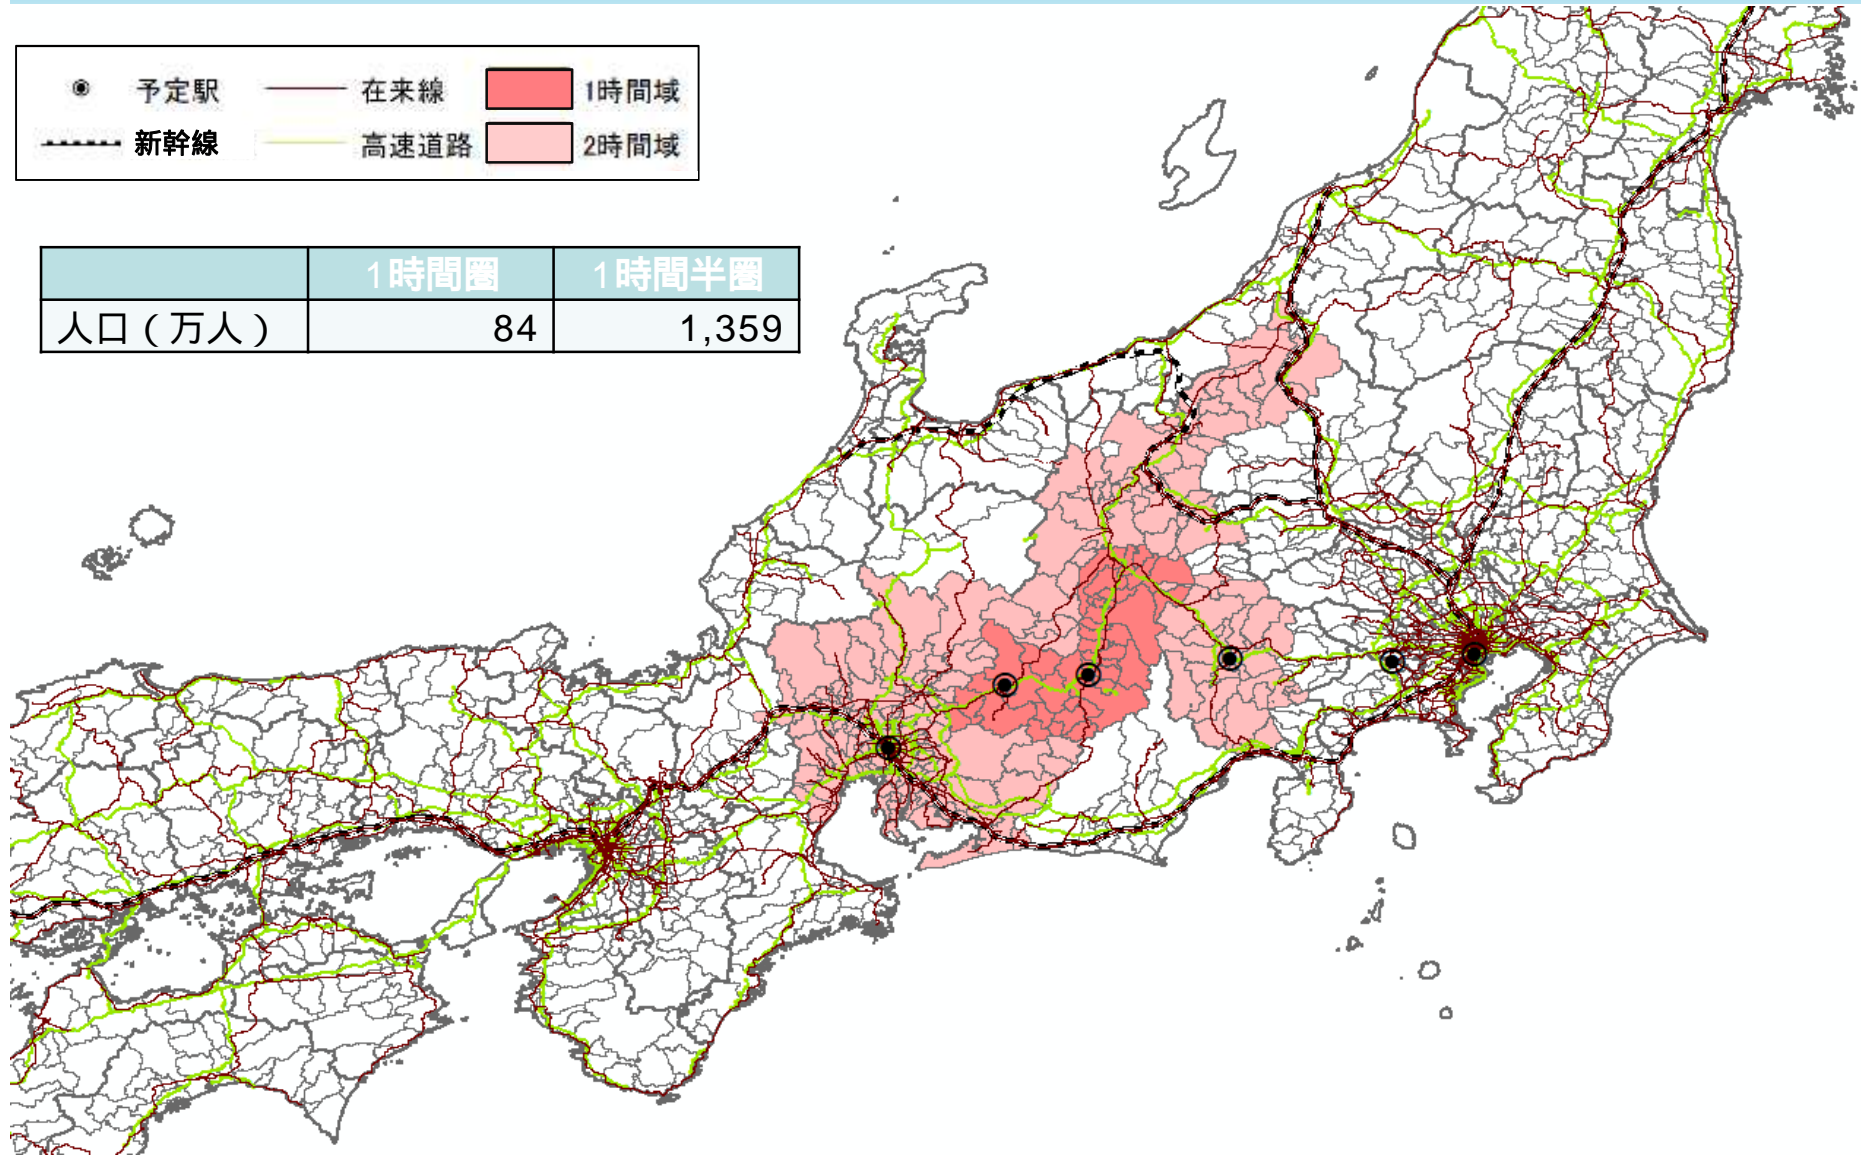 予定駅 在来線 1時間域
新幹線 高速道路 2時間域
1時間圏 1時間半圏
人口（万人） 84 1,359